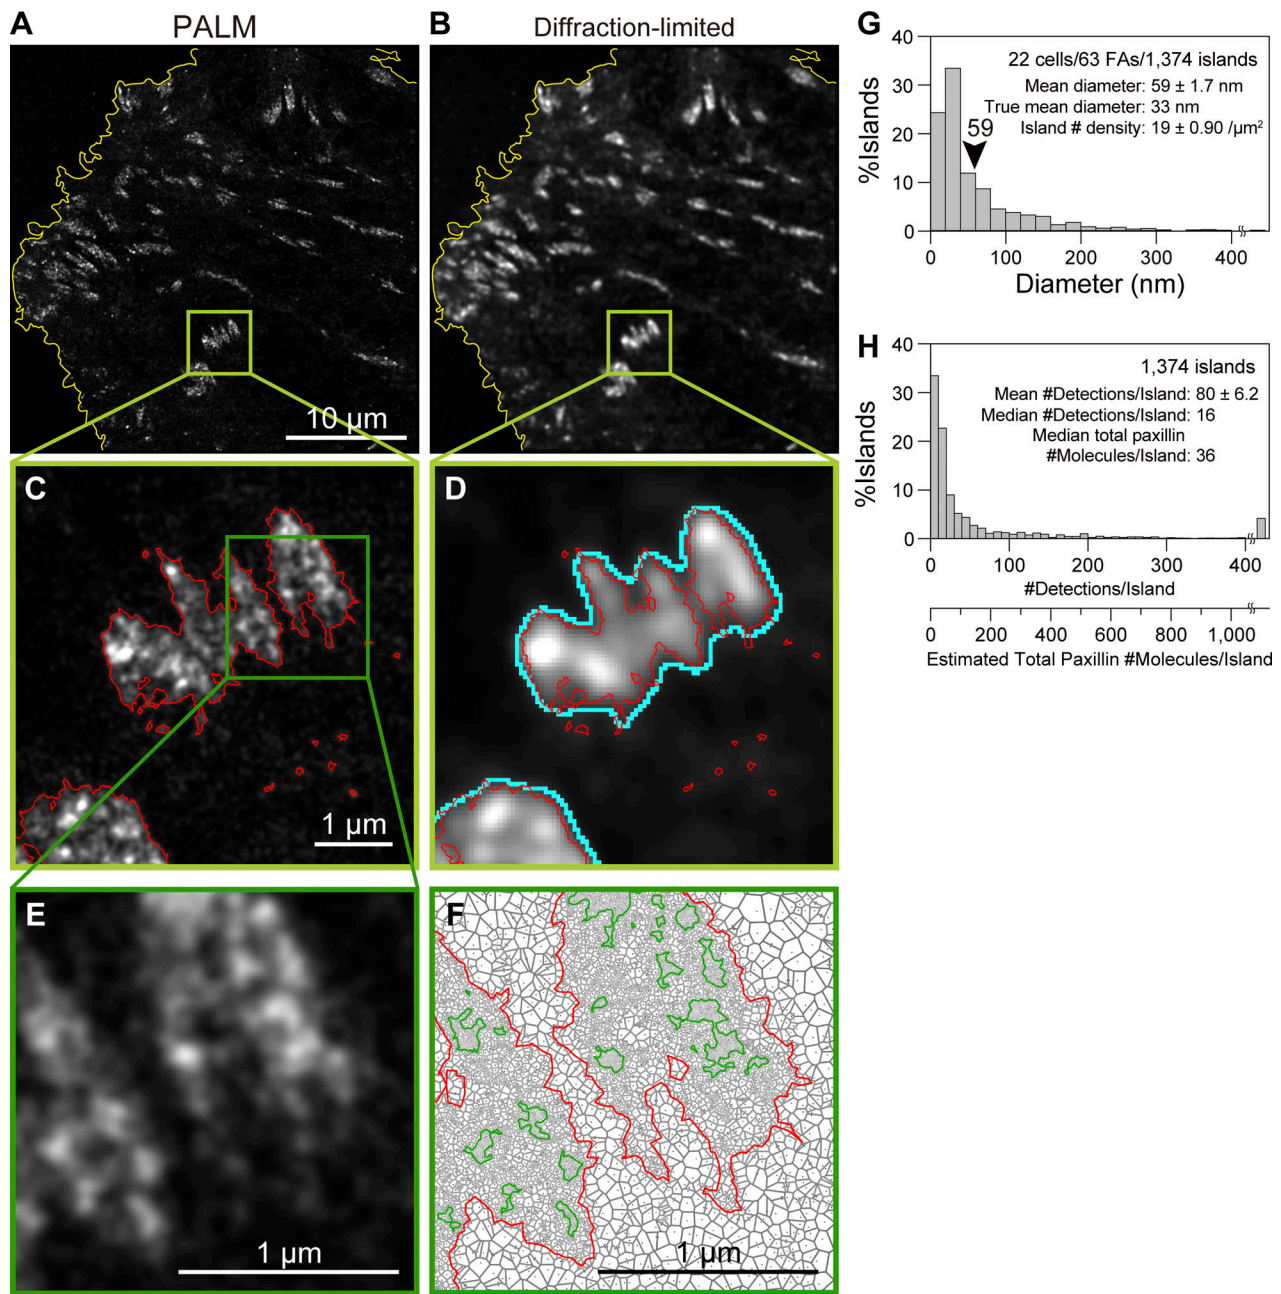 A PALM
B Diffraction-limited
10 µm
C
1 µm
D
E
1 µm
F
1 µm
G
40
30
20
10
0
%Islands
22 cells/63 FAs/1,374 islands
Mean diameter: 59 ± 1.7 nm
True mean diameter: 33 nm
Island # density: 19 ± 0.90 /µm²
59
0 100 200 300 400
Diameter (nm)
H
40
30
20
10
0
%Islands
1,374 islands
Mean #Detections/Island: 80 ± 6.2
Median #Detections/Island: 16
Median total paxillin
#Molecules/Island: 36
0 100 200 300 400
#Detections/Island
0 200 400 600 800 1,000
Estimated Total Paxillin #Molecules/Island